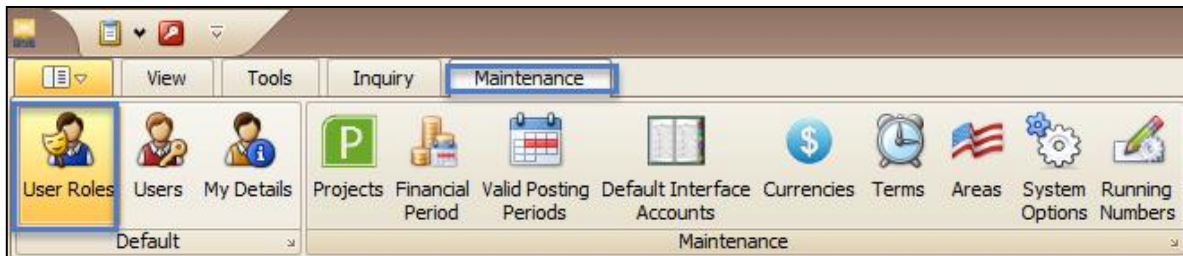 View Tools Inquiry Maintenance
User Roles Users My Details Projects Financial Period Valid Posting Periods Default Interface Accounts Currencies Terms Areas System Options Running Numbers
Default Maintenance